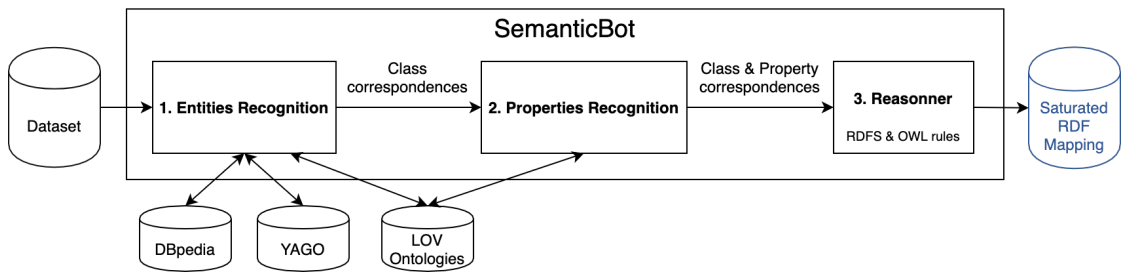 SemanticBot
Dataset
1. Entities Recognition
Class
correspondences
2. Properties Recognition
Class & Property
correspondences
3. Reasonner
RDFS & OWL rules
Saturated
RDF
Mapping
DBpedia
YAGO
LOV
Ontologies